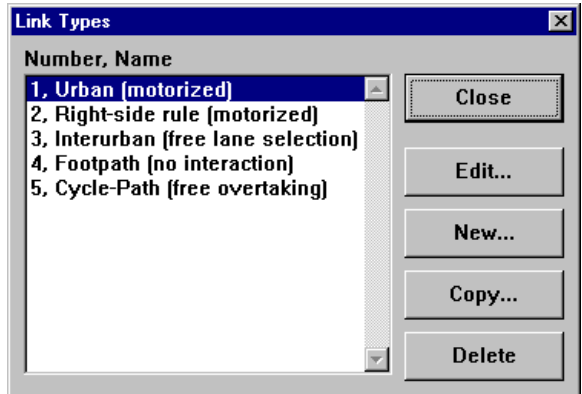 Link Types
Number, Name
1, Urban (motorized)
2, Right-side rule (motorized)
3, Interurban (free lane selection)
4, Footpath (no interaction)
5, Cycle-Path (free overtaking)
Close
Edit...
New...
Copy...
Delete